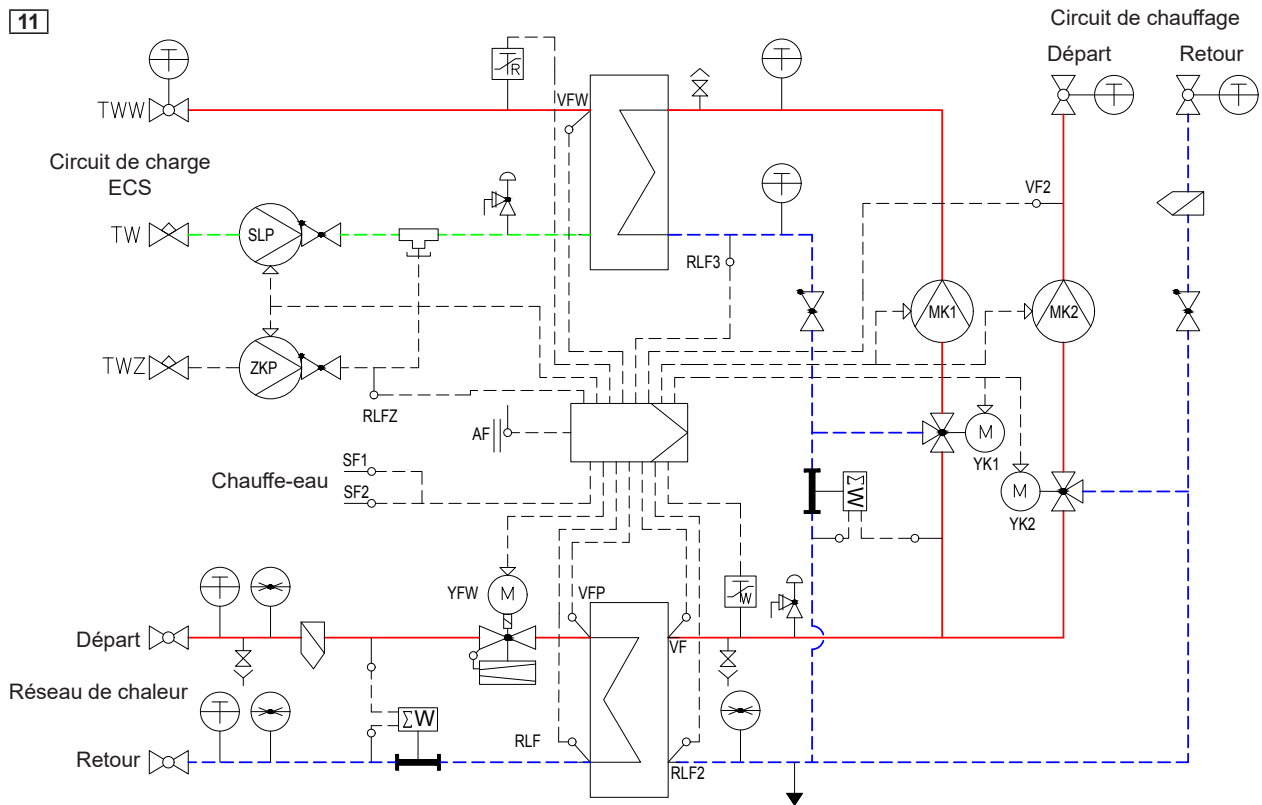 11
Circuit de chauffage
Départ
Retour
T
T
T
T
R
TWW
VFW
Circuit de charge
ECS
T
VF2
TW
SLP
RLF3
MK1
MK2
TWZ
ZKP
RLFZ
AF
M
YK1
SF1
Chauffe-eau
SF2
ΣW
M
YK2
T
YFW
M
VFP
W
VF
Départ
Réseau de chaleur
T
ΣW
RLF
RLF2
Retour